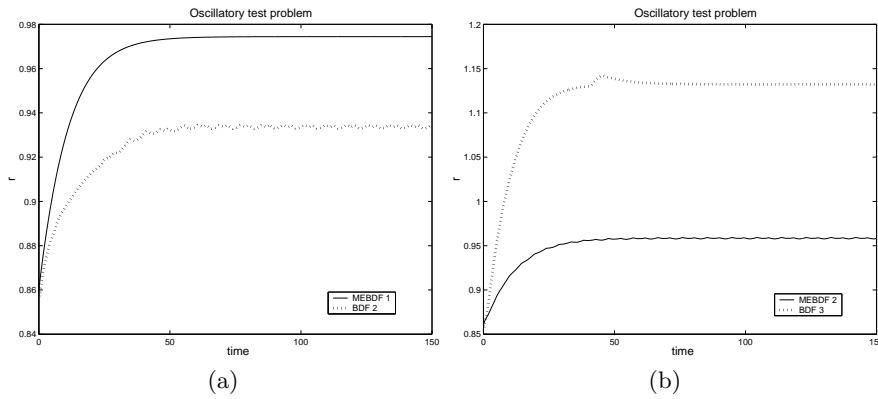 Oscillatory test problem
0.98
0.96
0.94
0.92
0.9
0.88
0.86
0.84
r
0
50
100
150
time
MEBDF 1
BDF 2
(a)
Oscillatory test problem
1.2
1.15
1.1
1.05
1
0.95
0.9
0.85
r
0
50
100
150
time
MEBDF 2
BDF 3
(b)